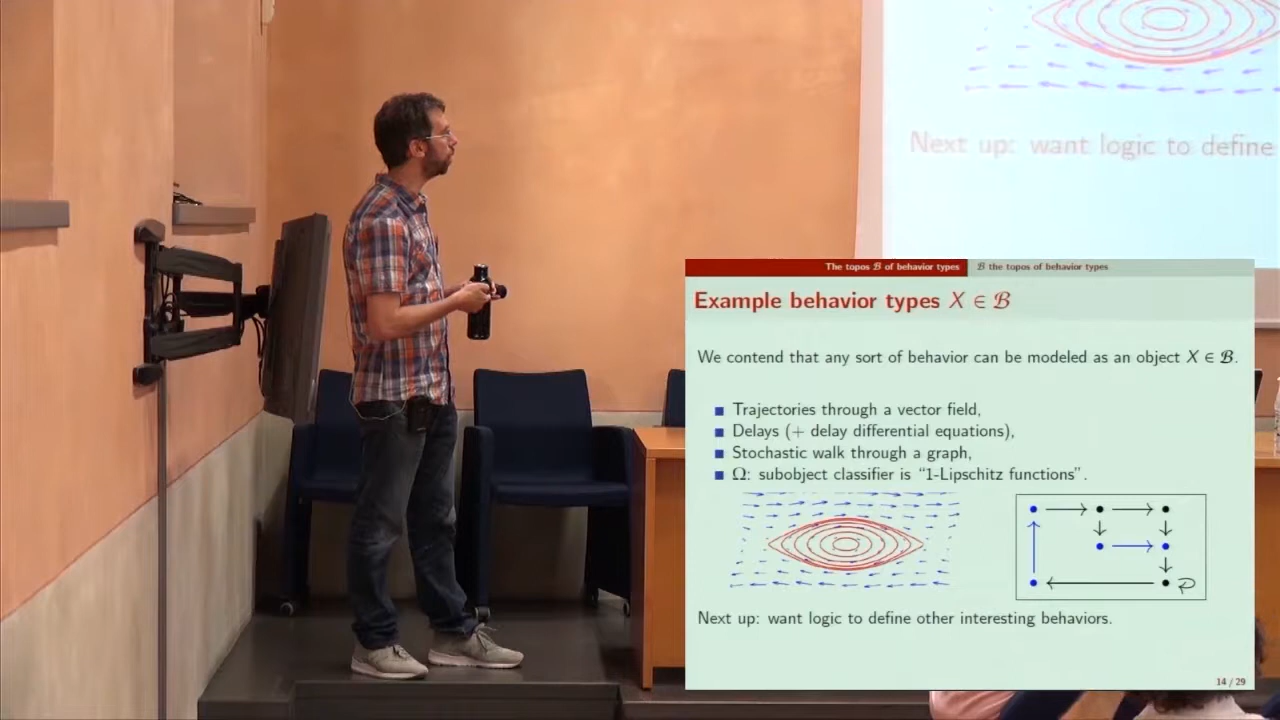 Next up: want logic to define
The topos ℬ of behavior types
ℬ the topos of behavior types
Example behavior types X ∈ ℬ
We contend that any sort of behavior can be modeled as an object X ∈ ℬ.
Trajectories through a vector field,
Delays (+ delay differential equations),
Stochastic walk through a graph,
Ω: subobject classifier is “1-Lipschitz functions”.
Next up: want logic to define other interesting behaviors.
14 / 29